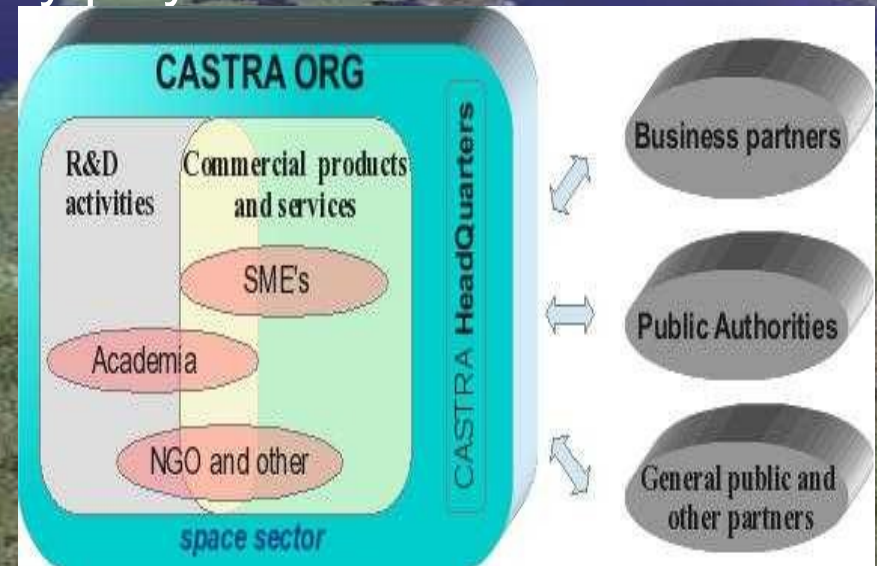 CASTRA ORG
R&D
activities
Commercial products
and services
SME's
Academia
NGO and other
space sector
CASTRA HeadQuarters
Business partners
Public Authorities
General public and
other partners